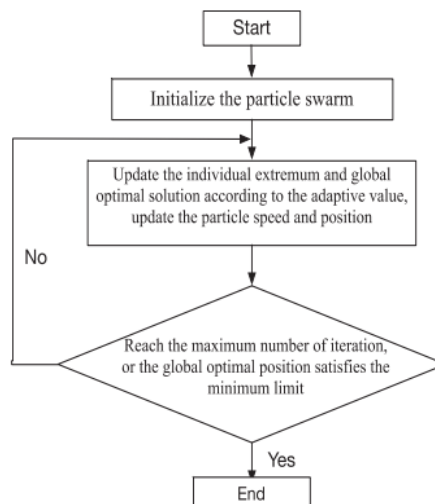 Start
Initialize the particle swarm
Update the individual extremum and global
optimal solution according to the adaptive value,
update the particle speed and position
No
Reach the maximum number of iteration,
or the global optimal position satisfies the
minimum limit
Yes
End